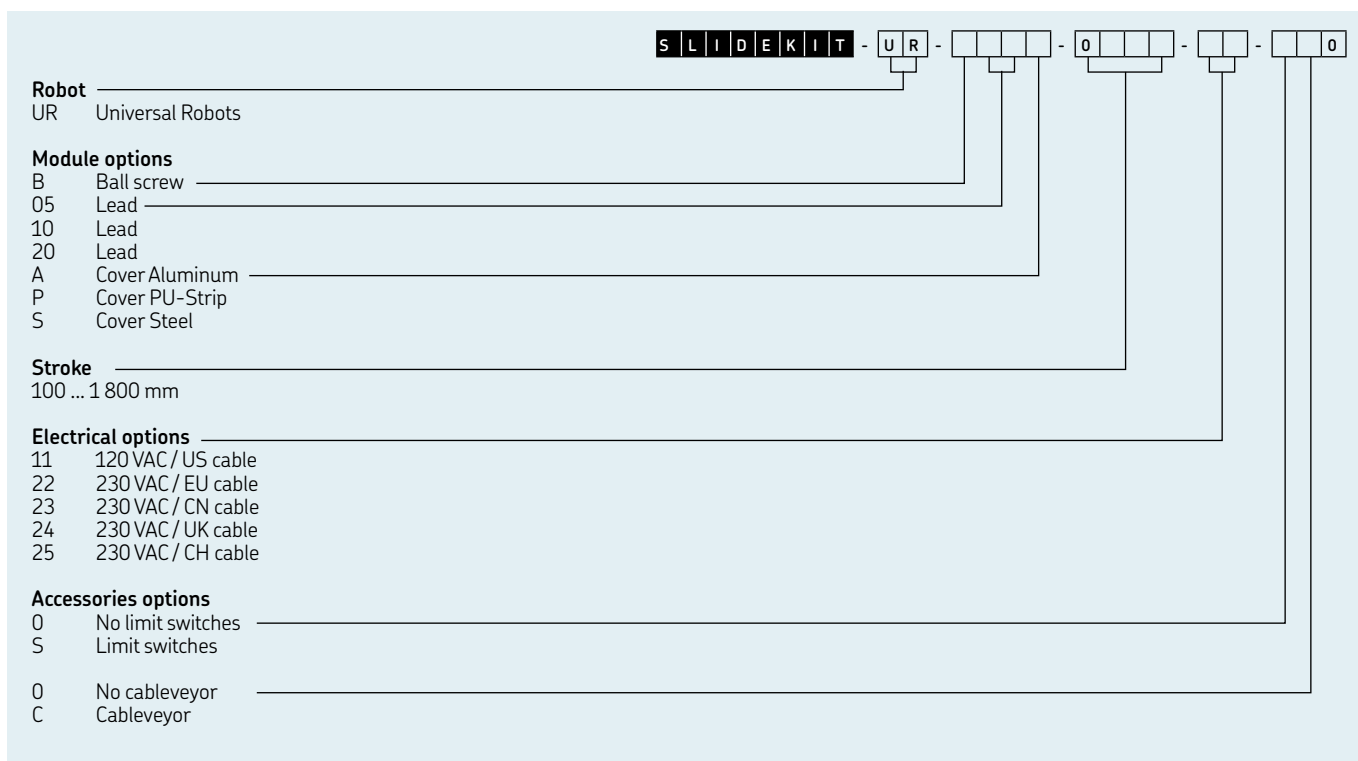 SLIDEKIT - UR - - 0 - - 0
Robot
UR Universal Robots
Module options
B Ball screw
05 Lead
10 Lead
20 Lead
A Cover Aluminum
P Cover PU-Strip
S Cover Steel
Stroke
100 ... 1 800 mm
Electrical options
11 120 VAC / US cable
22 230 VAC / EU cable
23 230 VAC / CN cable
24 230 VAC / UK cable
25 230 VAC / CH cable
Accessories options
0 No limit switches
S Limit switches
0 No cableveyor
C Cableveyor